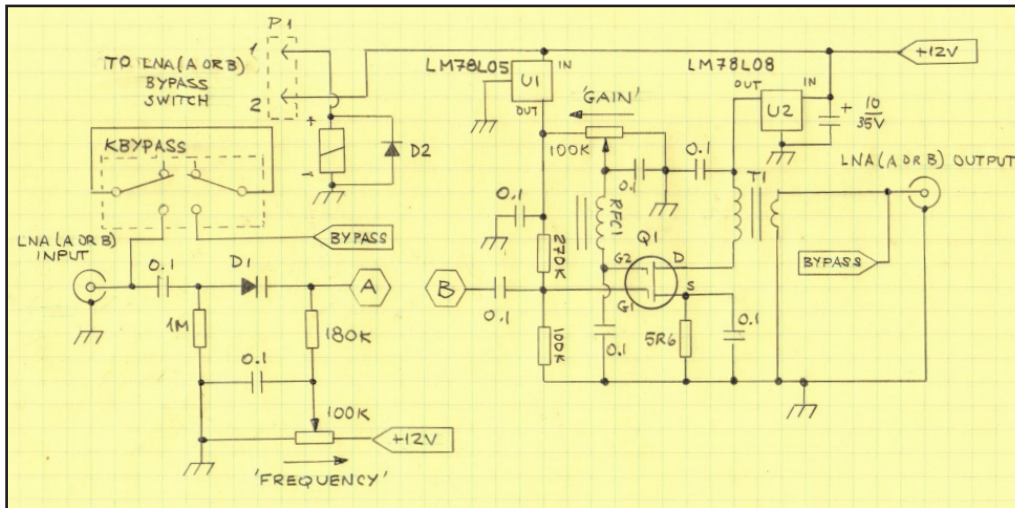 P1
1
2
TO LNA (A OR B)
BYPASS
SWITCH
+
D2
KBYPASS
BYPASS
LNA (A OR B)
INPUT
0.1
D1
A
1M
180K
0.1
100K
+12V
'FREQUENCY'
LM78L05
IN
U1
OUT
'GAIN'
100K
LM78L08
OUT
IN
U2
+12V
+ 10
35V
0.1
0.1
0.1
RFC1
T1
LNA (A OR B) OUTPUT
BYPASS
270K
Q1
G2
D
G1
S
B
0.1
100K
0.1
5R6
0.1